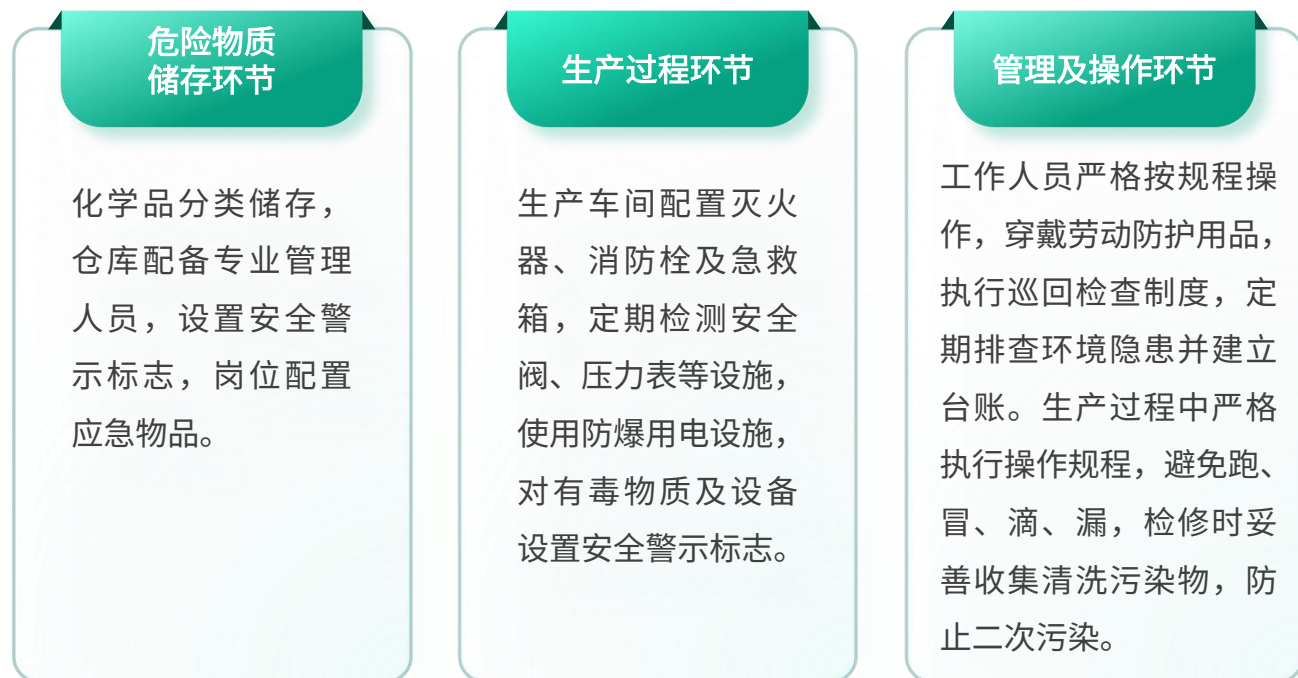 危险物质
储存环节
化学品分类储存，
仓库配备专业管理
人员，设置安全警
示标志，岗位配置
应急物品。
生产过程环节
生产车间配置灭火
器、消防栓及急救
箱，定期检测安全
阀、压力表等设施，
使用防爆用电设施，
对有毒物质及设备
设置安全警示标志。
管理及操作环节
工作人员严格按规程操
作，穿戴劳动防护用品，
执行巡回检查制度，定
期排查环境隐患并建立
台账。生产过程中严格
执行操作规程，避免跑、
冒、滴、漏，检修时妥
善收集清洗污染物，防
止二次污染。